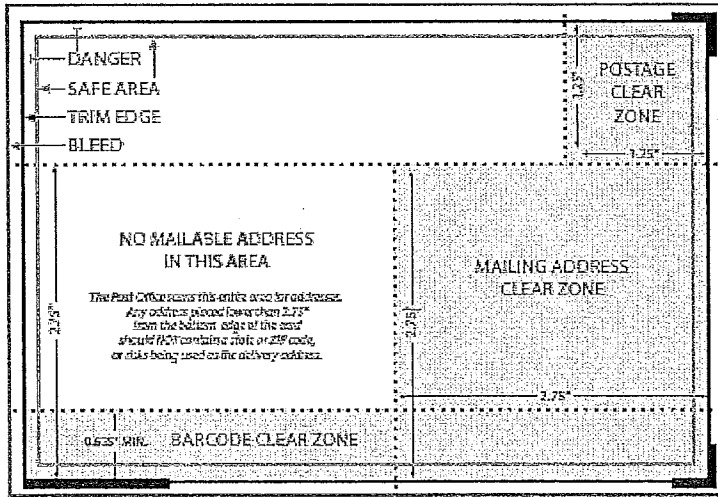 DANGER
SAFE AREA
TRIM EDGE
BLEED
POSTAGE
CLEAR
ZONE
1.25"
1.25"
NO MAILABLE ADDRESS
IN THIS AREA
The Post Office scans this entire area for addresses.
Any address placed lower than 2.75"
from the bottom edge of the card
should NOT contain state or ZIP code,
or risks being used as the delivery address.
2.75"
MAILING ADDRESS
CLEAR ZONE
2.75"
2.75"
0.625" MIN.
BARCODE CLEAR ZONE